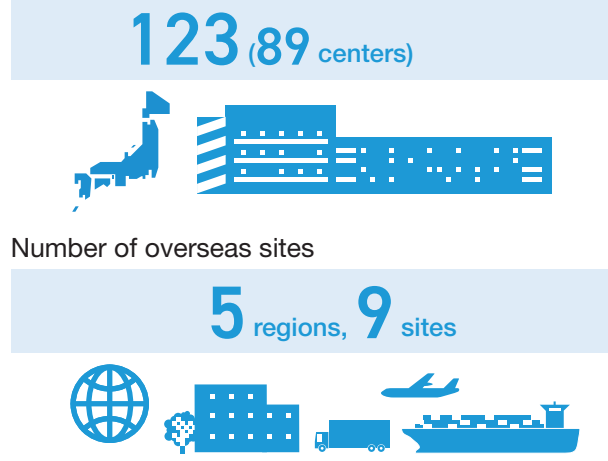 123 (89 centers)
Number of overseas sites
5 regions, 9 sites